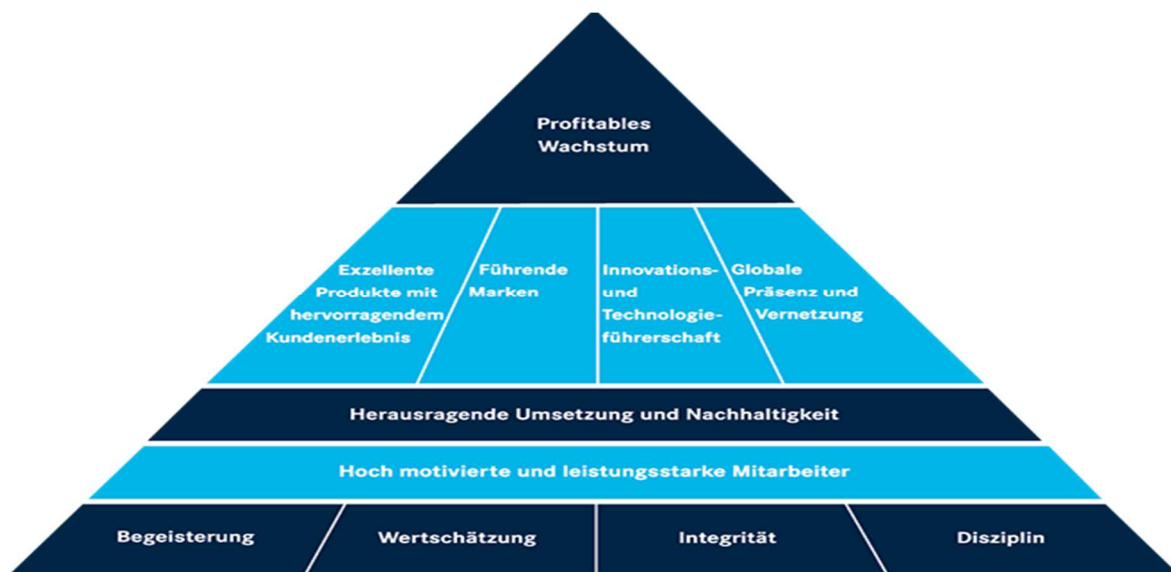 Profitables
Wachstum
Exzellente
Produkte mit
hervorragendem
Kundenerlebnis
Führende
Marken
Innovations-
und
Technologie-
führerschaft
Globale
Präsenz und
Vernetzung
Herausragende Umsetzung und Nachhaltigkeit
Hoch motivierte und leistungsstarke Mitarbeiter
Begeisterung
Wertschätzung
Integrität
Disziplin